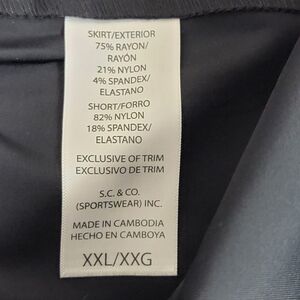 SKIRT/EXTERIOR
75% RAYON/
RAYÓN
21% NYLON
4% SPANDEX/
ELASTANO
SHORT/FORRO
82% NYLON
18% SPANDEX/
ELASTANO
EXCLUSIVE OF TRIM
EXCLUSIVO DE TRIM
S.C. & CO.
(SPORTSWEAR) INC.
MADE IN CAMBODIA
HECHO EN CAMBOYA
XXL/XXG